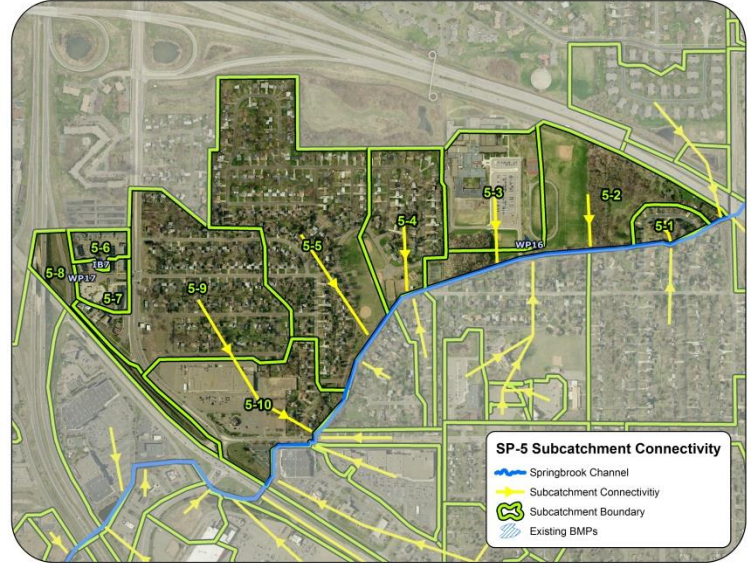 5-3
5-2
5-4
5-1
5-5
WP16
5-6
IB7
5-8
WP17
5-7
5-9
5-10
SP-5 Subcatchment Connectivity
Springbrook Channel
Subcatchment Connectivitiy
Subcatchment Boundary
Existing BMPs